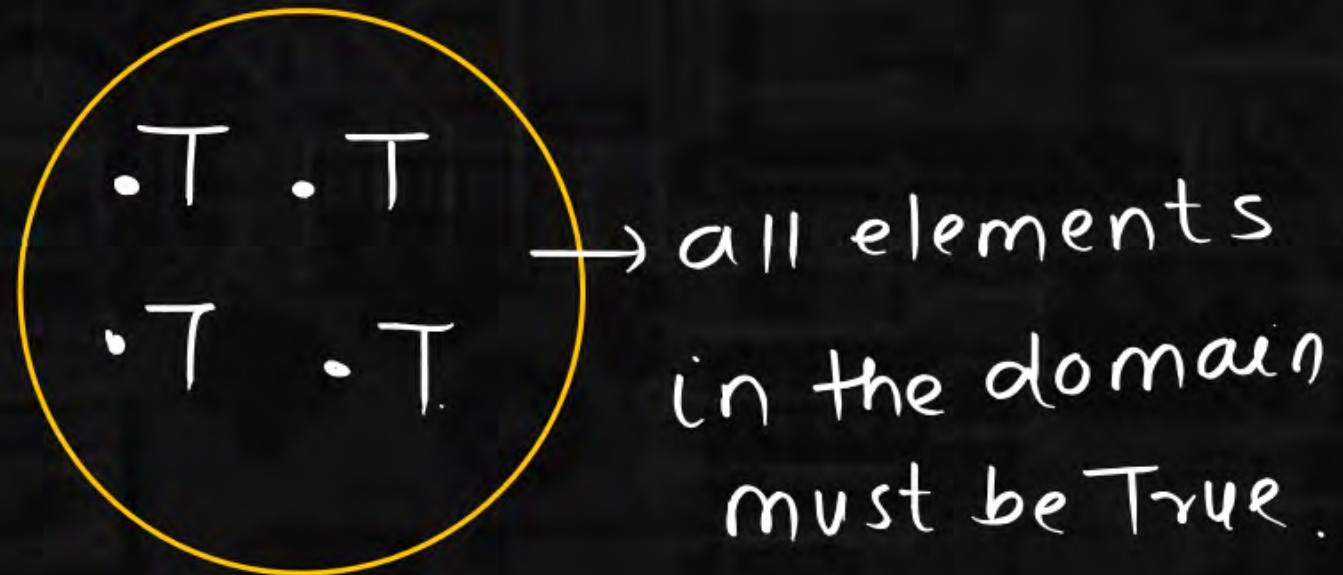 .T .T
.T .T.
→ all elements
in the domain
must be True.